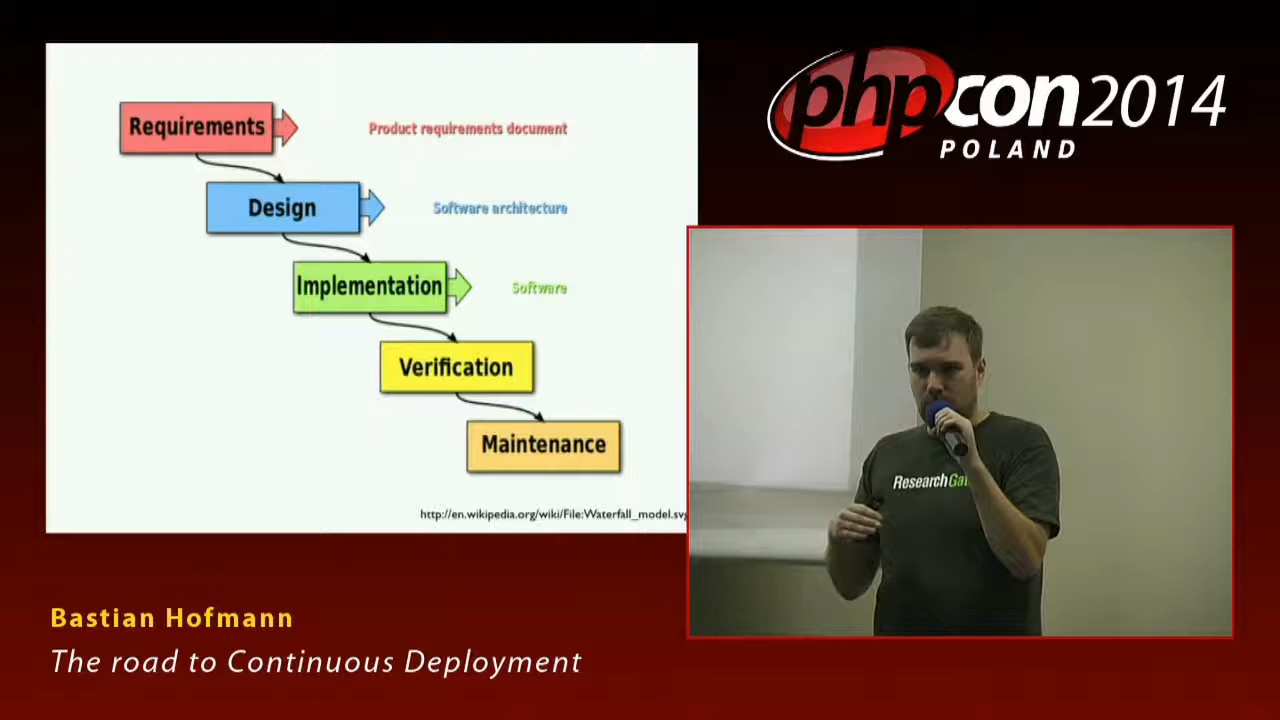 Requirements
Product requirements document
Design
Software architecture
Implementation
Software
Verification
Maintenance
http://en.wikipedia.org/wiki/File:Waterfall_model.svg
phpcon2014
POLAND
ResearchGat
Bastian Hofmann
The road to Continuous Deployment